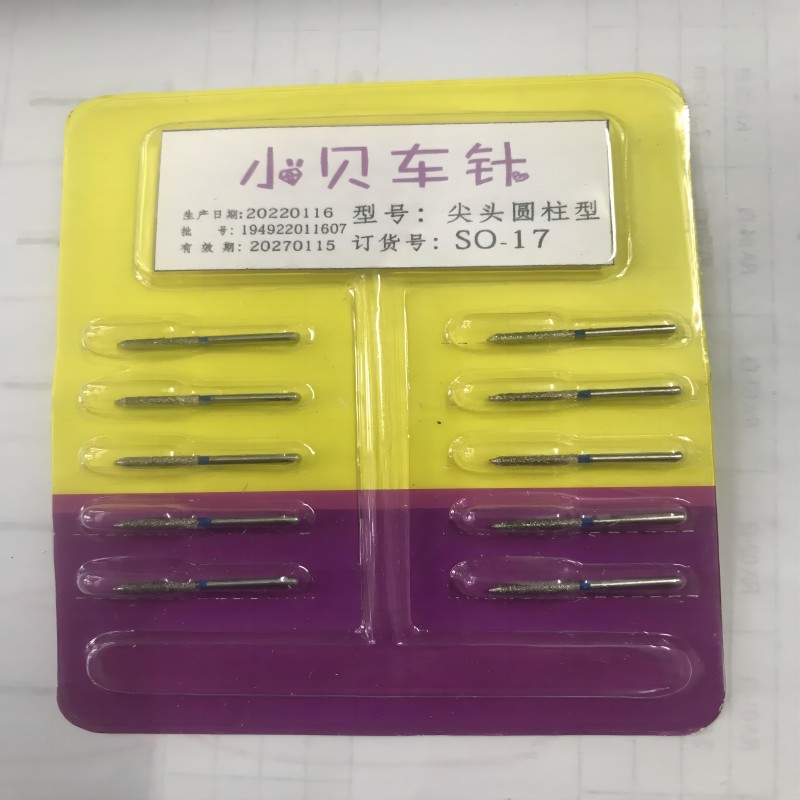 小贝车针
生产日期:20220116
批 号:194922011607
有效期:20270115
型号:尖头圆柱型
订货号:SO-17